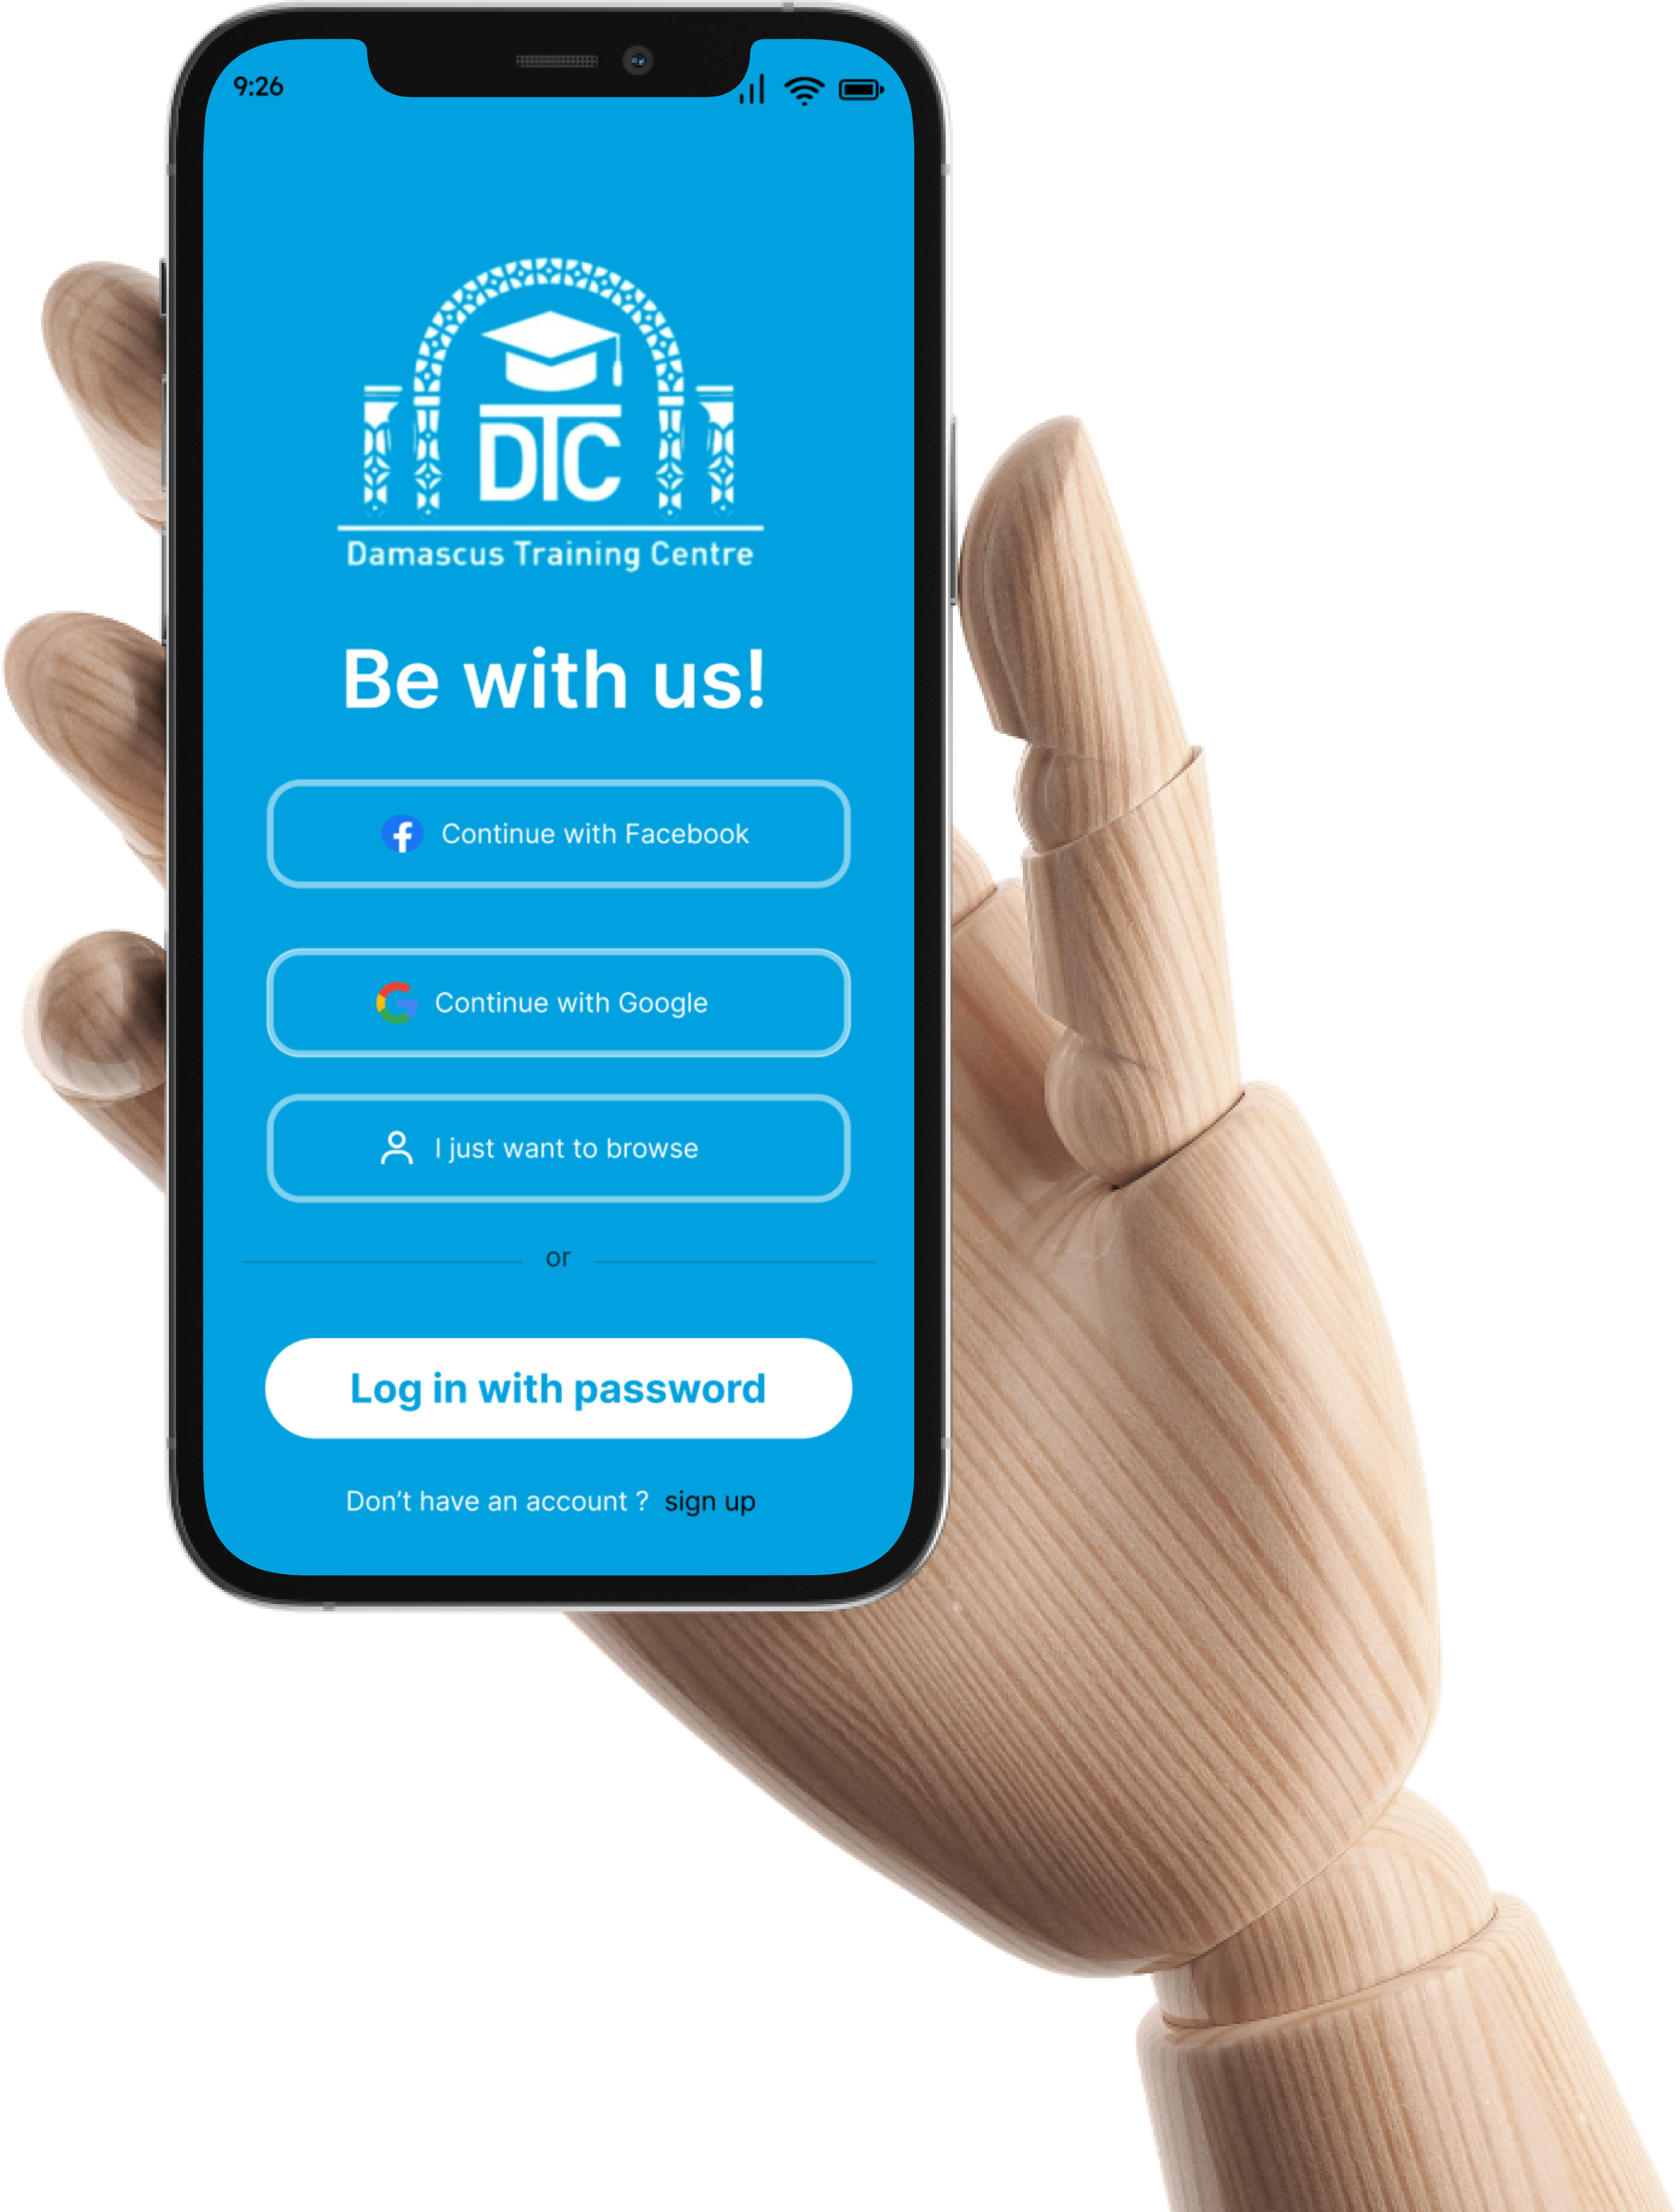 9:26
DTC
Damascus Training Centre
Be with us!
Continue with Facebook
Continue with Google
I just want to browse
or
Log in with password
Don't have an account ? sign up